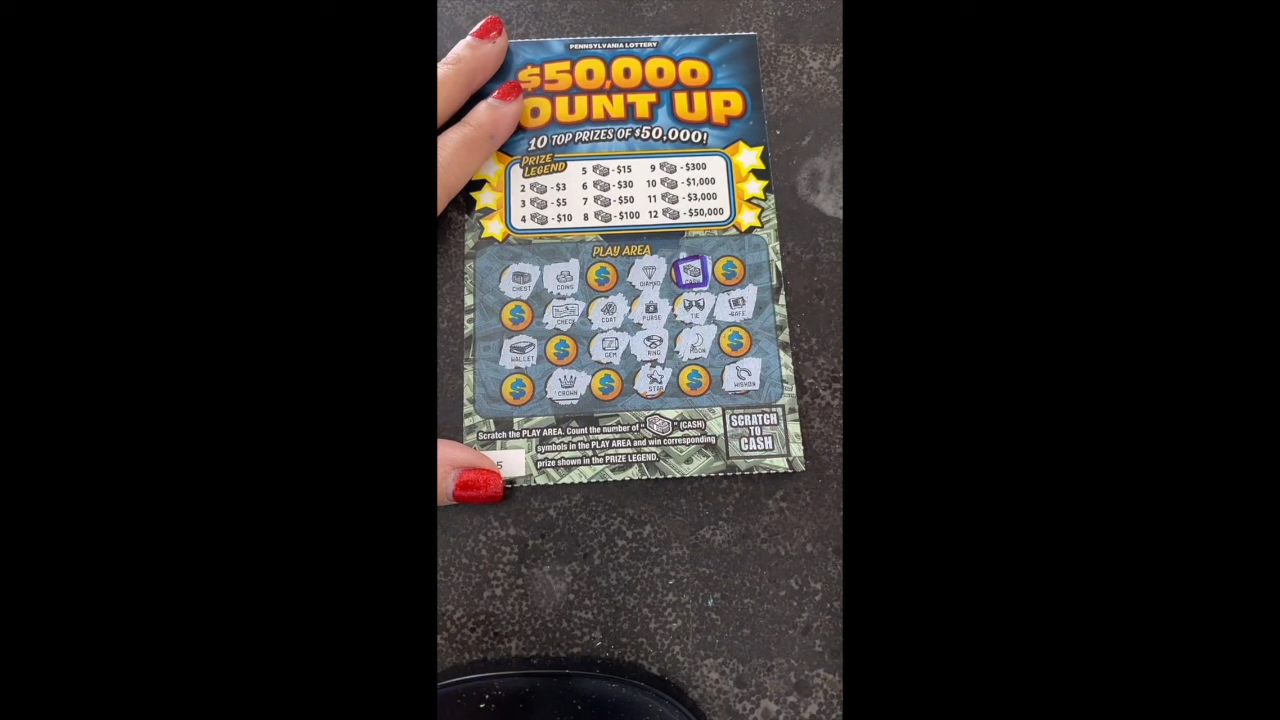 PENNSYLVANIA LOTTERY
$50,000
OUNT UP
10 TOP PRIZES OF $50,000!
PRIZE
LEGEND
2 - $3
3 - $5
4 - $10
5 - $15
6 - $30
7 - $50
8 - $100
9 - $300
10 - $1,000
11 - $3,000
12 - $50,000
PLAY AREA
CHEST COINS $ DIAMND $
$ CHECK COAT PURSE TIE SAFE
WALLET $ GEM RING MOON $
$ CROWN $ STAR $ WISHBN
Scratch the PLAY AREA. Count the number of " " (CASH)
symbols in the PLAY AREA and win corresponding
prize shown in the PRIZE LEGEND.
SCRATCH
TO
CASH
5